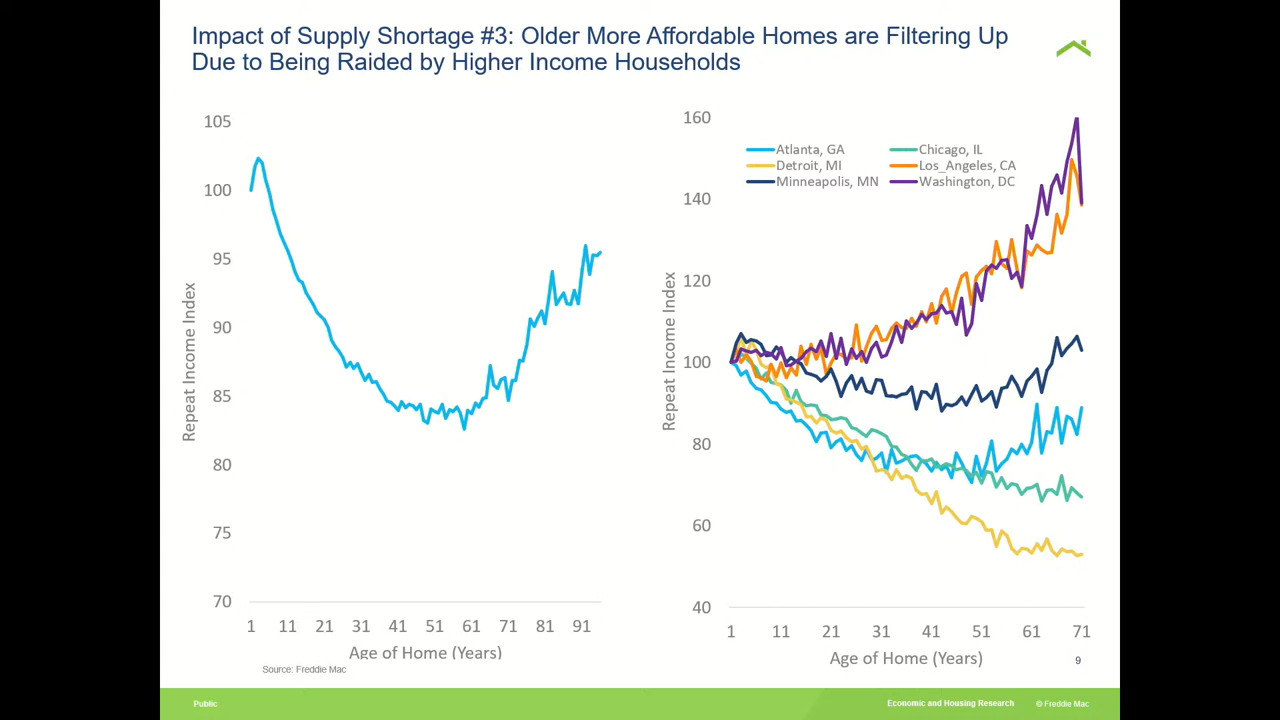 Impact of Supply Shortage #3: Older More Affordable Homes are Filtering Up
Due to Being Raided by Higher Income Households
105
100
95
90
85
80
75
70
Repeat Income Index
1 11 21 31 41 51 61 71 81 91
Age of Home (Years)
Source: Freddie Mac
160
140
120
100
80
60
40
Repeat Income Index
Atlanta, GA Chicago, IL
Detroit, MI Los_Angeles, CA
Minneapolis, MN Washington, DC
1 11 21 31 41 51 61 71
Age of Home (Years)
9
Public
Economic and Housing Research © Freddie Mac